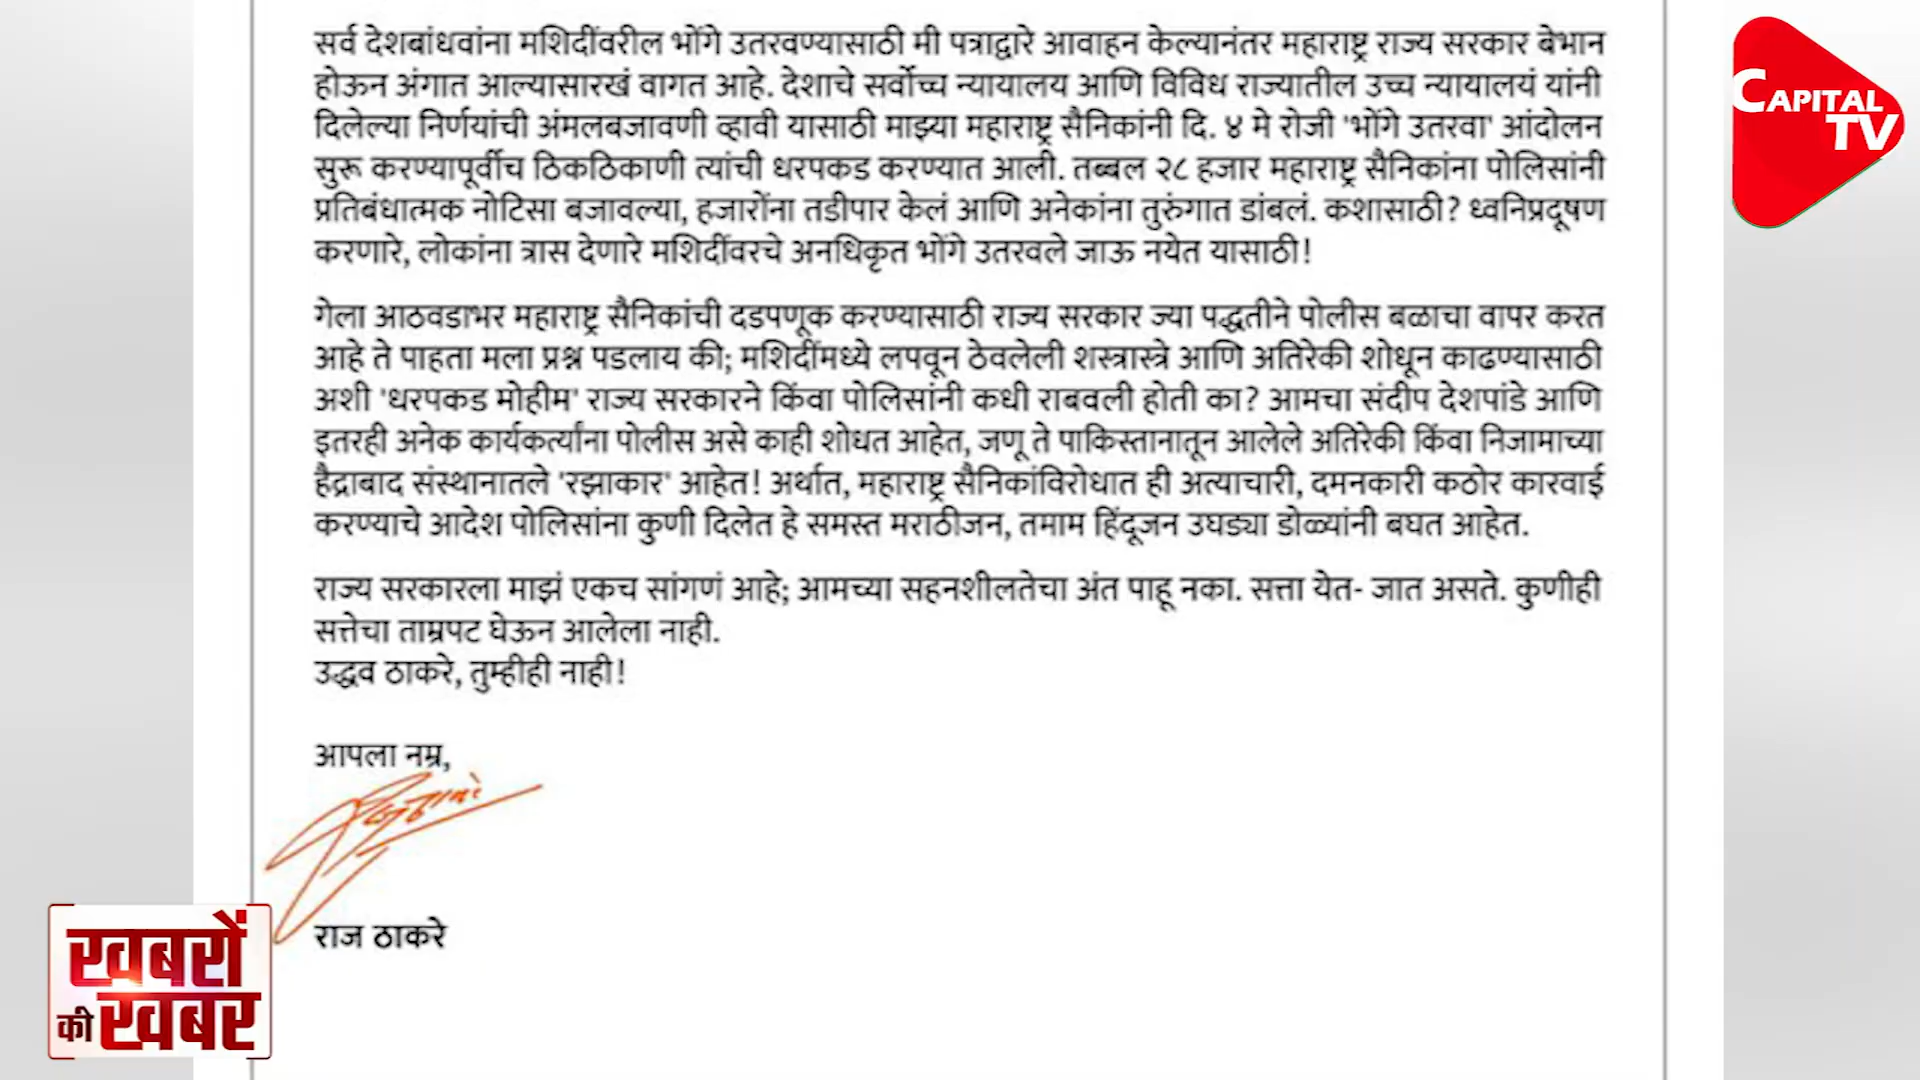 सर्व देशबांधवांना मशिदींवरील भोंगे उतरवण्यासाठी मी पत्राद्वारे आवाहन केल्यानंतर महाराष्ट्र राज्य सरकार बेभान
होऊन अंगात आल्यासारखं वागत आहे. देशाचे सर्वोच्च न्यायालय आणि विविध राज्यातील उच्च न्यायालयं यांनी
दिलेल्या निर्णयांची अंमलबजावणी व्हावी यासाठी माझ्या महाराष्ट्र सैनिकांनी दि. ४ मे रोजी 'भोंगे उतरवा' आंदोलन
सुरू करण्यापूर्वीच ठिकठिकाणी त्यांची धरपकड करण्यात आली. तब्बल २८ हजार महाराष्ट्र सैनिकांना पोलिसांनी
प्रतिबंधात्मक नोटिसा बजावल्या, हजारोंना तडीपार केलं आणि अनेकांना तुरुंगात डांबलं. कशासाठी? ध्वनिप्रदूषण
करणारे, लोकांना त्रास देणारे मशिदींवरचे अनधिकृत भोंगे उतरवले जाऊ नयेत यासाठी!
गेला आठवडाभर महाराष्ट्र सैनिकांची दडपणूक करण्यासाठी राज्य सरकार ज्या पद्धतीने पोलीस बळाचा वापर करत
आहे ते पाहता मला प्रश्न पडलाय की; मशिदींमध्ये लपवून ठेवलेली शस्त्रास्त्रे आणि अतिरेकी शोधून काढण्यासाठी
अशी 'धरपकड मोहीम' राज्य सरकारने किंवा पोलिसांनी कधी राबवली होती का? आमचा संदीप देशपांडे आणि
इतरही अनेक कार्यकर्त्यांना पोलीस असे काही शोधत आहेत, जणू ते पाकिस्तानातून आलेले अतिरेकी किंवा निजामाच्या
हैद्राबाद संस्थानातले 'रझाकार' आहेत! अर्थात, महाराष्ट्र सैनिकांविरोधात ही अत्याचारी, दमनकारी कठोर कारवाई
करण्याचे आदेश पोलिसांना कुणी दिलेत हे समस्त मराठीजन, तमाम हिंदूजन उघड्या डोळ्यांनी बघत आहेत.
राज्य सरकारला माझं एकच सांगणं आहे; आमच्या सहनशीलतेचा अंत पाहू नका. सत्ता येत- जात असते. कुणीही
सत्तेचा ताम्रपट घेऊन आलेला नाही.
उद्धव ठाकरे, तुम्हीही नाही!
आपला नम्र,
राज ठाकरे
CAPITAL
TV
खबरों
की खबर